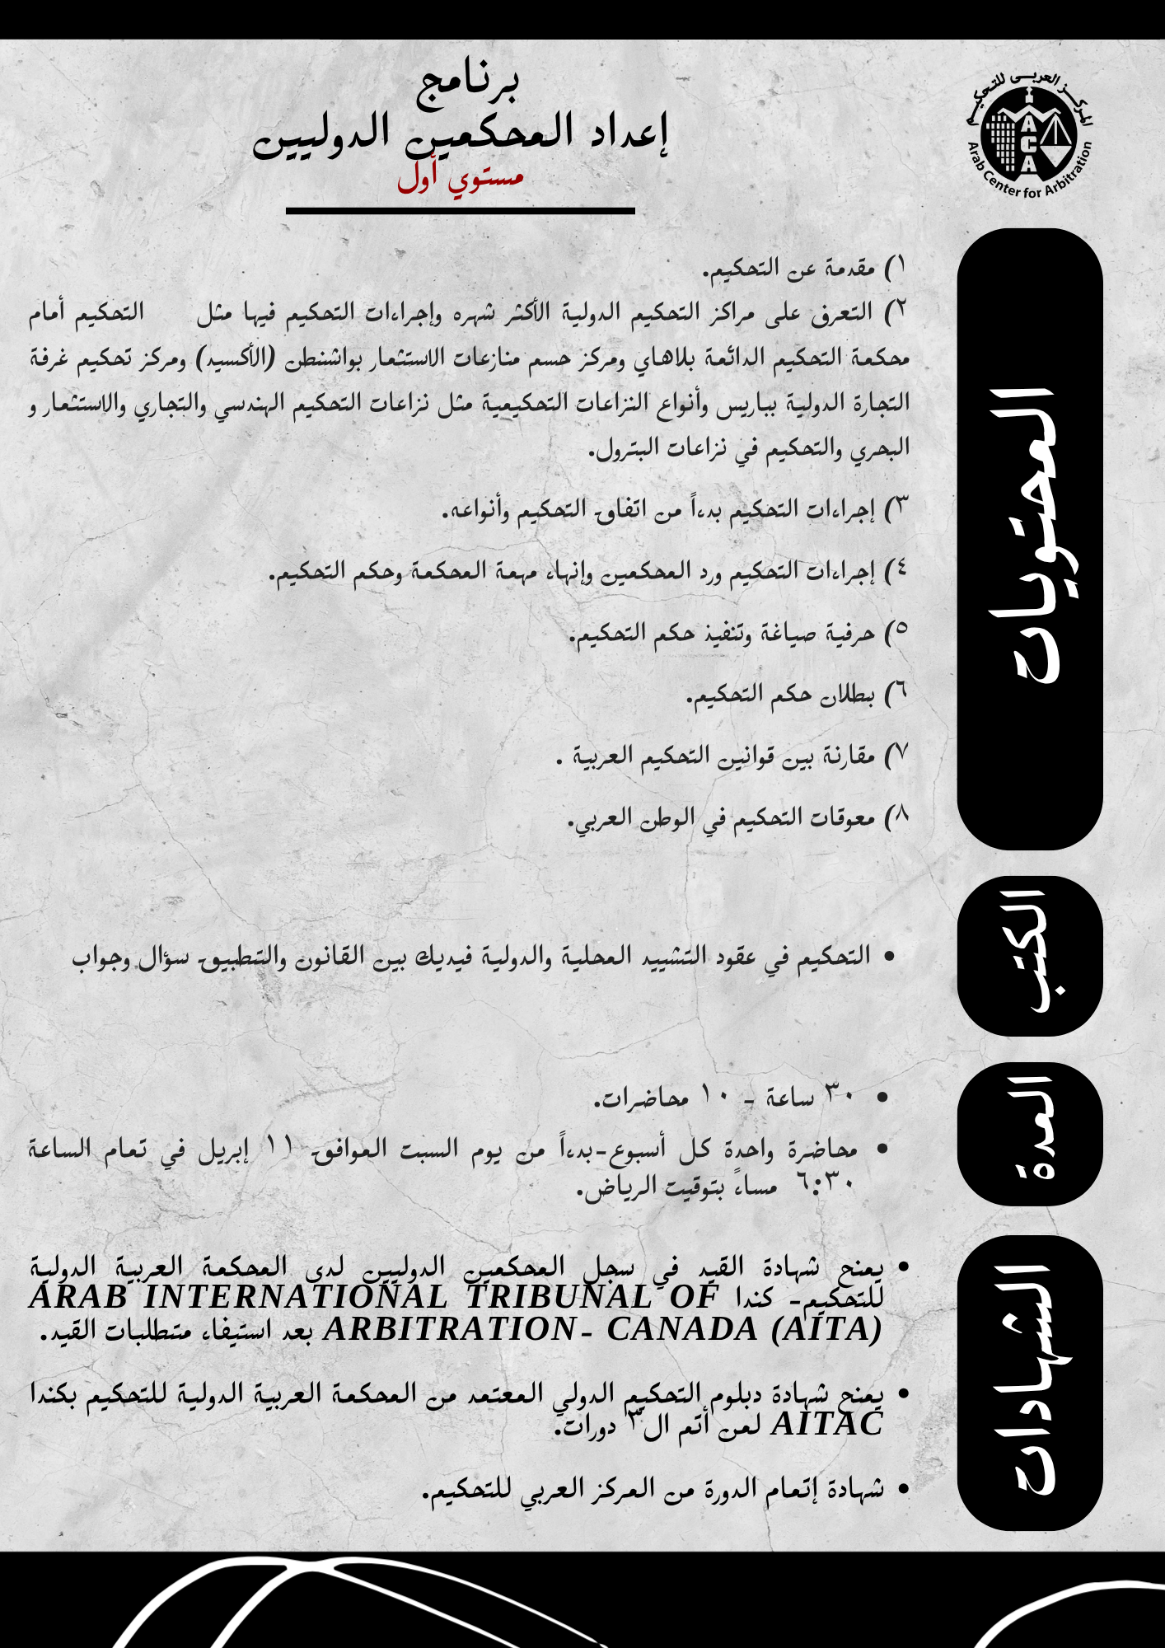 برنامج
إعداد المحكمين الدوليين
مستوي أول
المركز العربي للتحكيم
ACA
Arab Center for Arbitration
المحتويات
١) مقدمة عن التحكيم.
٢) التعرف على مراكز التحكيم الدولية الأكثر شهره وإجراءات التحكيم فيها مثل التحكيم أمام
محكمة التحكيم الدائمة بلاهاي ومركز حسم منازعات الاستثمار بواشنطن (الأكسيد) ومركز تحكيم غرفة
التجارة الدولية بباريس وأنواع النزاعات التحكيمية مثل نزاعات التحكيم الهندسي والتجاري والاستثمار و
البحري والتحكيم في نزاعات البترول.
٣) إجراءات التحكيم بدءاً من اتفاق التحكيم وأنواعه.
٤) إجراءات التحكيم ورد المحكمين وإنهاء مهمة المحكمة وحكم التحكيم.
٥) حرفية صياغة وتنفيذ حكم التحكيم.
٦) بطلان حكم التحكيم.
٧) مقارنة بين قوانين التحكيم العربية .
٨) معوقات التحكيم في الوطن العربي.
الكتب
• التحكيم في عقود التشييد المحلية والدولية فيديك بين القانون والتطبيق سؤال وجواب
المدة
• ٣٠ ساعة - ١٠ محاضرات.
• محاضرة واحدة كل أسبوع-بدءاً من يوم السبت الموافق ١١ إبريل في تمام الساعة
٦:٣٠ مساءً بتوقيت الرياض.
الشهادات
• يمنح شهادة القيد في سجل المحكمين الدوليين لدى المحكمة العربية الدولية
للتحكيم- كندا ARAB INTERNATIONAL TRIBUNAL OF
ARBITRATION- CANADA (AITA) بعد استيفاء متطلبات القيد.
• يمنح شهادة دبلوم التحكيم الدولي المعتمد من المحكمة العربية الدولية للتحكيم بكندا
AITAC لمن أتم ال٣ دورات.
• شهادة إتمام الدورة من المركز العربي للتحكيم.